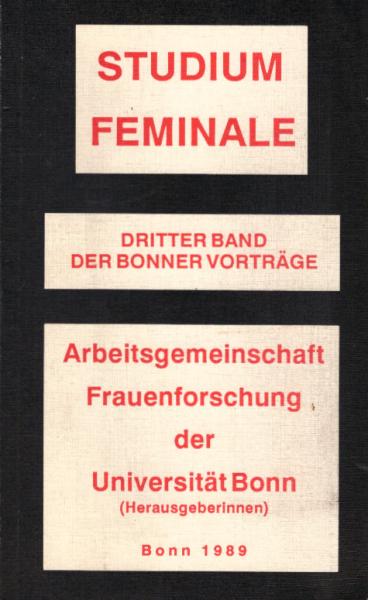 STUDIUM
FEMINALE
DRITTER BAND
DER BONNER VORTRÄGE
Arbeitsgemeinschaft
Frauenforschung
der
Universität Bonn
(Herausgeberinnen)
Bonn 1989